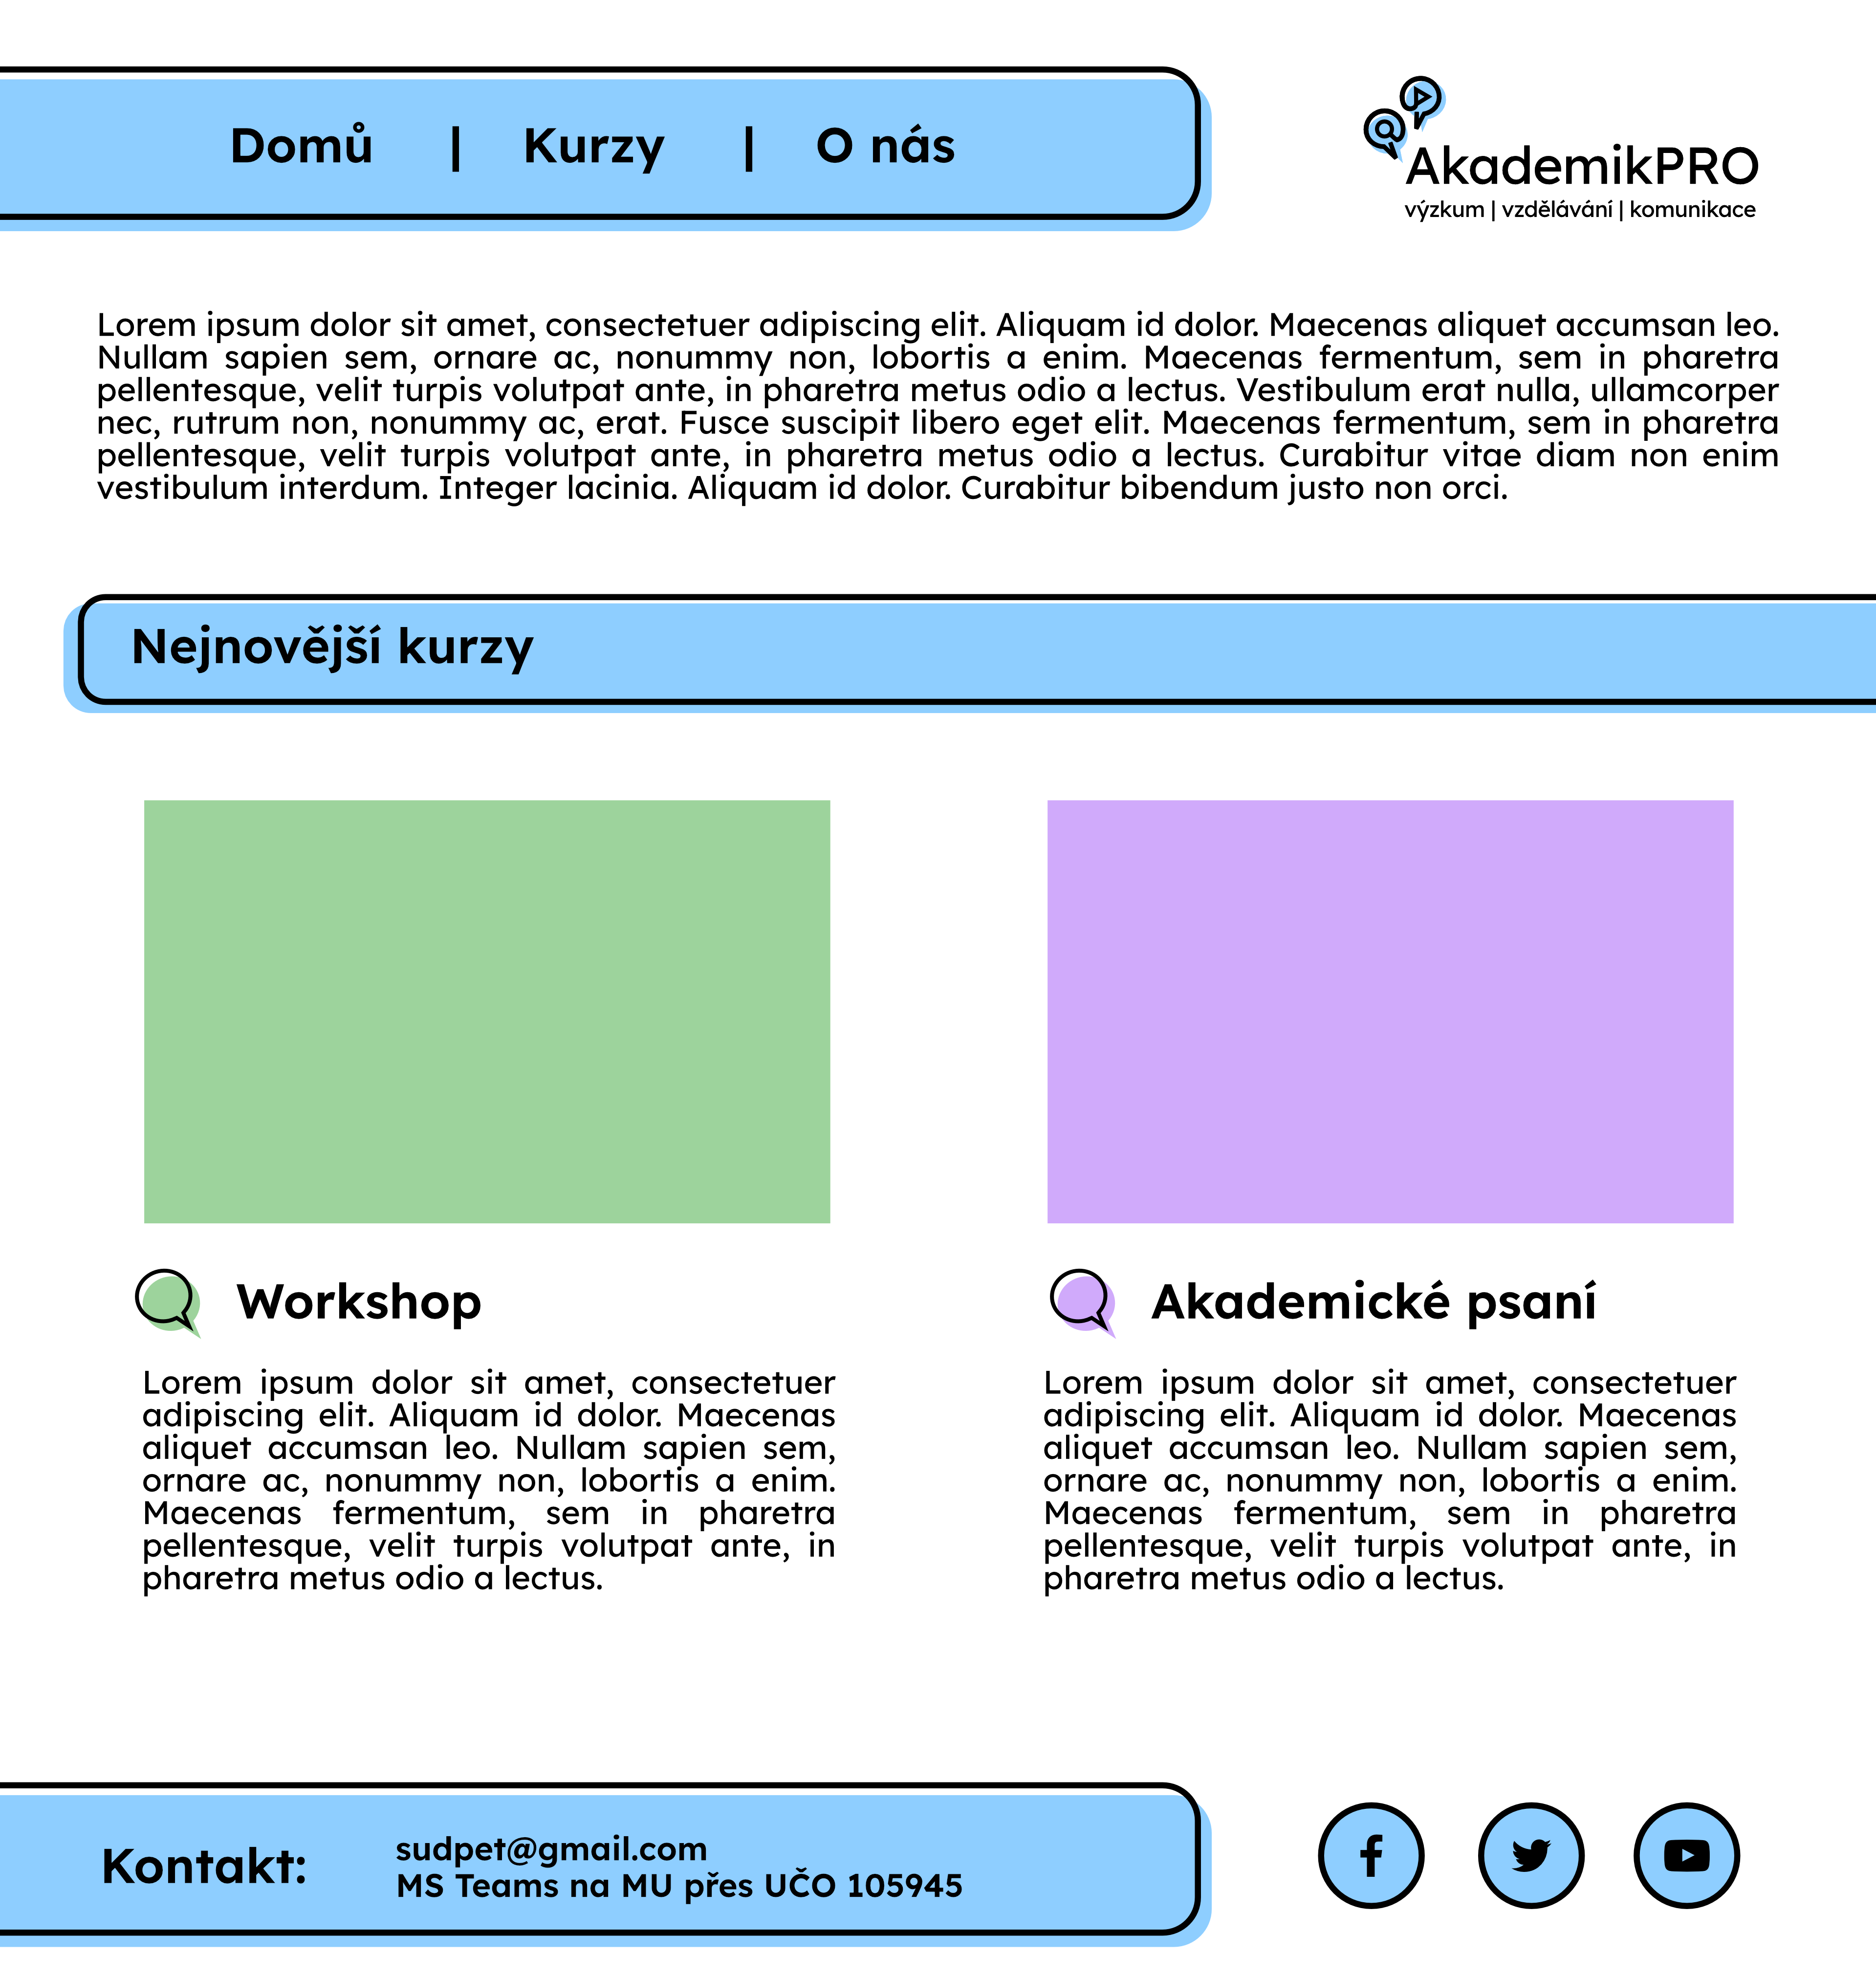 Domů | Kurzy | O nás
AkademikPRO
výzkum | vzdělávání | komunikace
Lorem ipsum dolor sit amet, consectetuer adipiscing elit. Aliquam id dolor. Maecenas aliquet accumsan leo.
Nullam sapien sem, ornare ac, nonummy non, lobortis a enim. Maecenas fermentum, sem in pharetra
pellentesque, velit turpis volutpat ante, in pharetra metus odio a lectus. Vestibulum erat nulla, ullamcorper
nec, rutrum non, nonummy ac, erat. Fusce suscipit libero eget elit. Maecenas fermentum, sem in pharetra
pellentesque, velit turpis volutpat ante, in pharetra metus odio a lectus. Curabitur vitae diam non enim
vestibulum interdum. Integer lacinia. Aliquam id dolor. Curabitur bibendum justo non orci.
Nejnovější kurzy
Workshop
Lorem ipsum dolor sit amet, consectetuer
adipiscing elit. Aliquam id dolor. Maecenas
aliquet accumsan leo. Nullam sapien sem,
ornare ac, nonummy non, lobortis a enim.
Maecenas fermentum, sem in pharetra
pellentesque, velit turpis volutpat ante, in
pharetra metus odio a lectus.
Akademické psaní
Lorem ipsum dolor sit amet, consectetuer
adipiscing elit. Aliquam id dolor. Maecenas
aliquet accumsan leo. Nullam sapien sem,
ornare ac, nonummy non, lobortis a enim.
Maecenas fermentum, sem in pharetra
pellentesque, velit turpis volutpat ante, in
pharetra metus odio a lectus.
Kontakt:
sudpet@gmail.com
MS Teams na MU přes UČO 105945